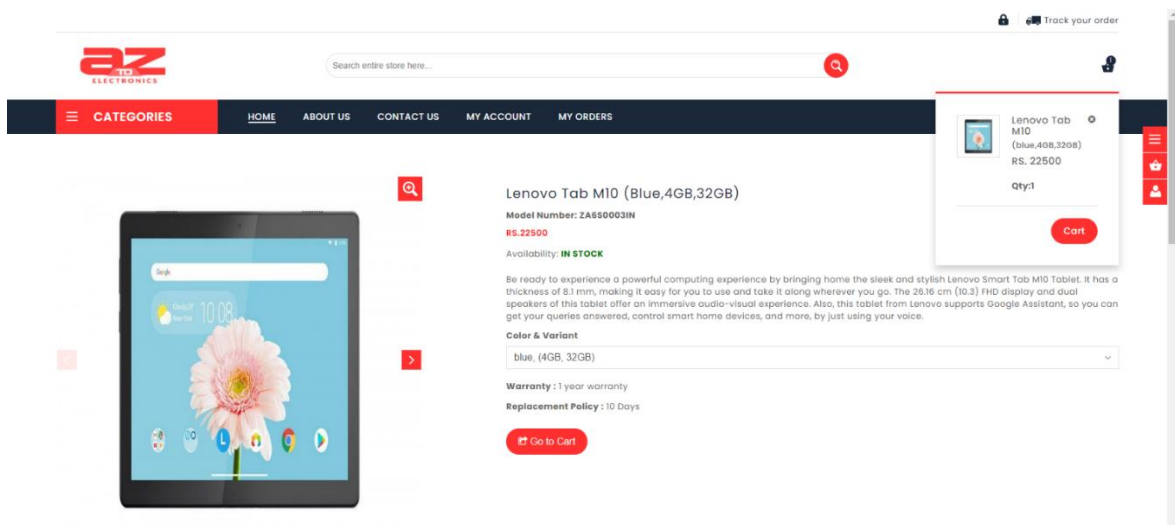 Track your order
aZ
TO
ELECTRONICS
Search entire store here...
1
CATEGORIES
HOME
ABOUT US
CONTACT US
MY ACCOUNT
MY ORDERS
Lenovo Tab
M10
(blue,4GB,32GB)
RS. 22500
Qty:1
Cart
Lenovo Tab M10 (Blue,4GB,32GB)
Model Number: ZA6S0003IN
RS.22500
Availability: IN STOCK
Be ready to experience a powerful computing experience by bringing home the sleek and stylish Lenovo Smart Tab M10 Tablet. It has a
thickness of 8.1 mm, making it easy for you to use and take it along wherever you go. The 26.16 cm (10.3) FHD display and dual
speakers of this tablet offer an immersive audio-visual experience. Also, this tablet from Lenovo supports Google Assistant, so you can
get your queries answered, control smart home devices, and more, by just using your voice.
Color & Variant
blue, (4GB, 32GB)
Warranty : 1 year warranty
Replacement Policy : 10 Days
Go to Cart
Google
10:08
L